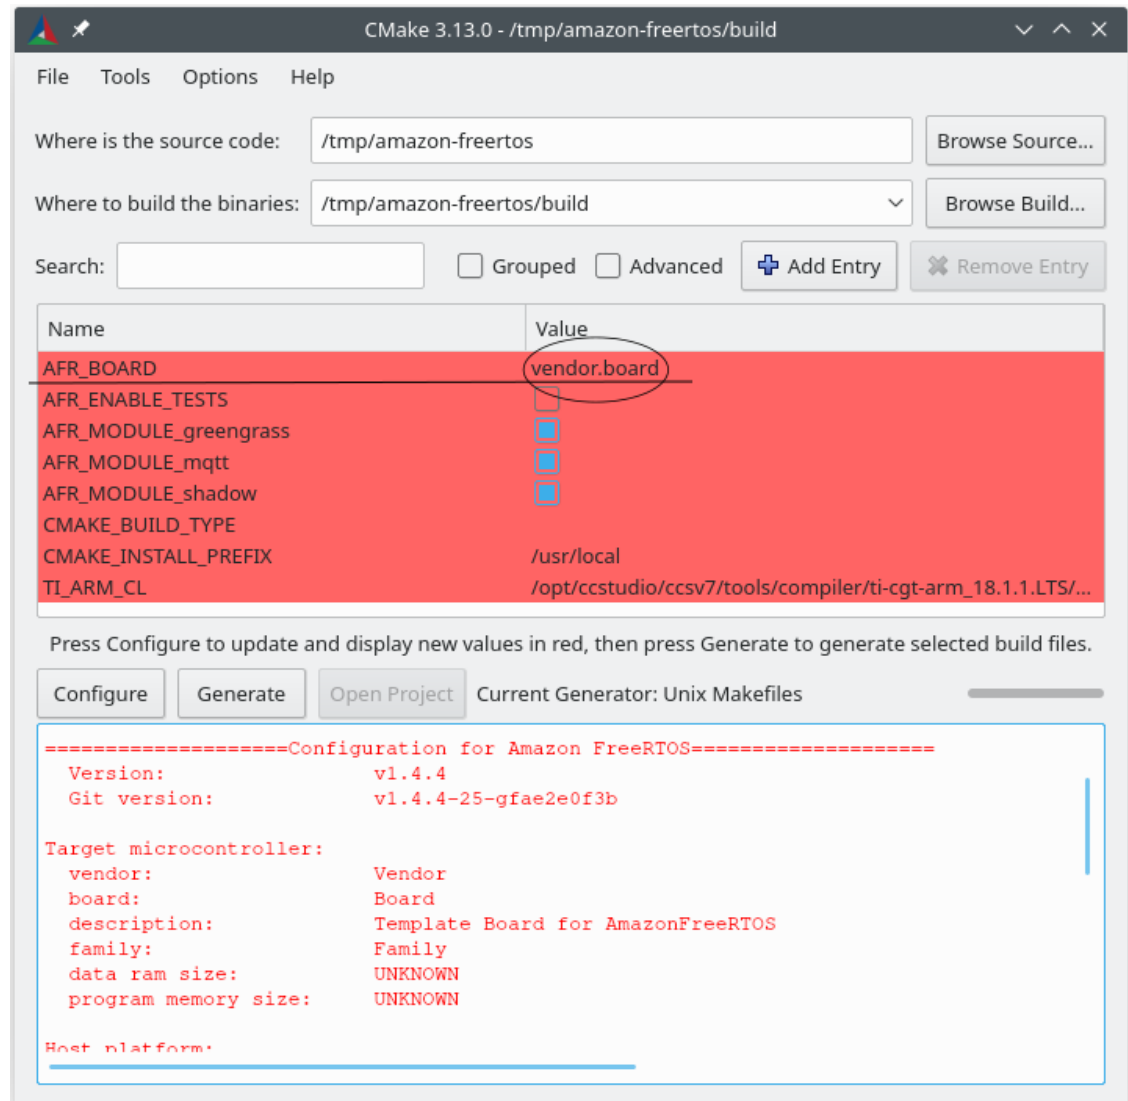 CMake 3.13.0 - /tmp/amazon-freertos/build
File Tools Options Help
Where is the source code: /tmp/amazon-freertos Browse Source...
Where to build the binaries: /tmp/amazon-freertos/build Browse Build...
Search: Grouped Advanced Add Entry Remove Entry
Name Value
AFR_BOARD vendor.board
AFR_ENABLE_TESTS
AFR_MODULE_greengrass
AFR_MODULE_mqtt
AFR_MODULE_shadow
CMAKE_BUILD_TYPE
CMAKE_INSTALL_PREFIX /usr/local
TI_ARM_CL /opt/ccstudio/ccsv7/tools/compiler/ti-cgt-arm_18.1.1.LTS/...
Press Configure to update and display new values in red, then press Generate to generate selected build files.
Configure Generate Open Project Current Generator: Unix Makefiles
====================Configuration for Amazon FreeRTOS====================
Version: v1.4.4
Git version: v1.4.4-25-gfae2e0f3b
Target microcontroller:
vendor: Vendor
board: Board
description: Template Board for AmazonFreeRTOS
family: Family
data ram size: UNKNOWN
program memory size: UNKNOWN
Host platform: